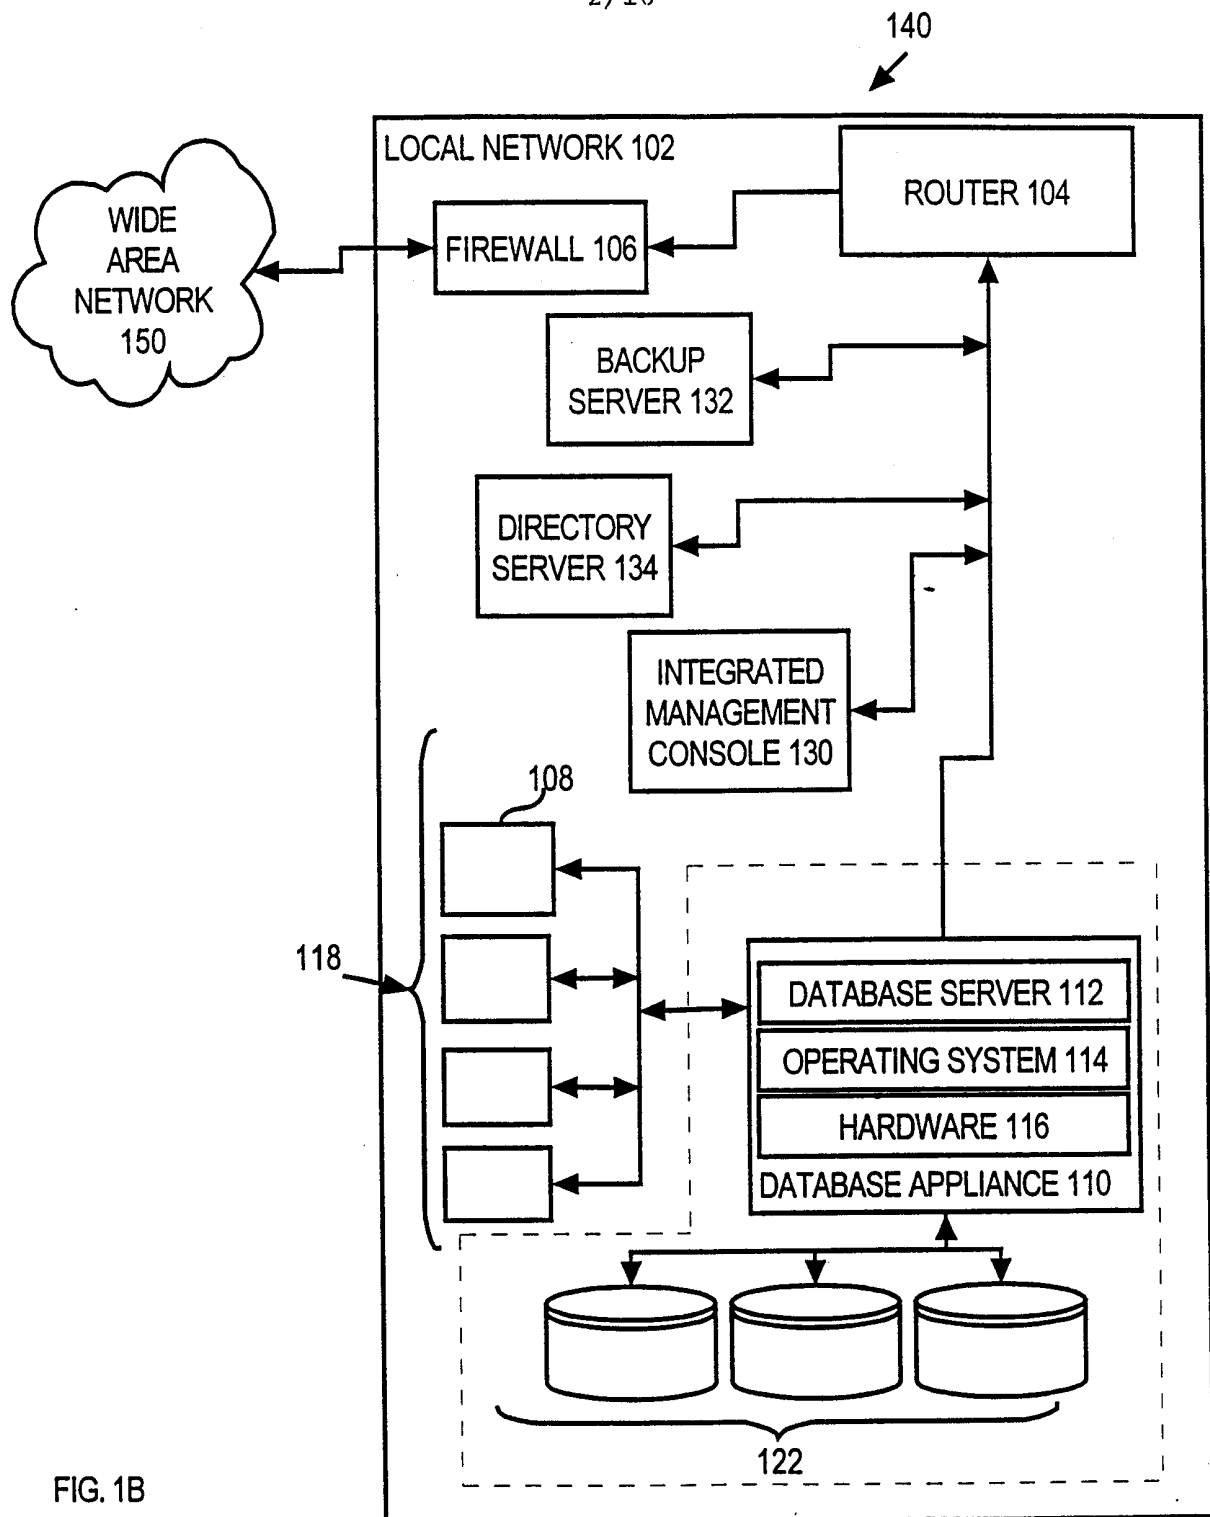 140
LOCAL NETWORK 102
ROUTER 104
WIDE
AREA
NETWORK
150
FIREWALL 106
BACKUP
SERVER 132
DIRECTORY
SERVER 134
INTEGRATED
MANAGEMENT
CONSOLE 130
108
118
DATABASE SERVER 112
OPERATING SYSTEM 114
HARDWARE 116
DATABASE APPLIANCE 110
122
FIG. 1B